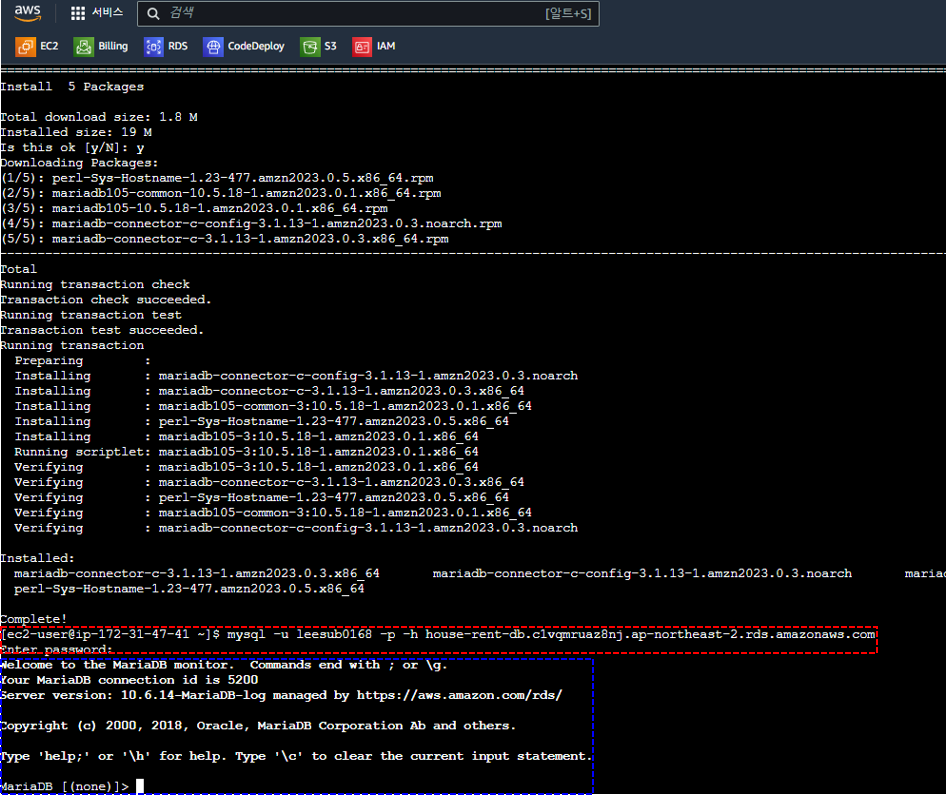 aws 서비스 검색 [알트+S]
EC2 Billing RDS CodeDeploy S3 IAM
================================================================================
Install  5 Packages
Total download size: 1.8 M
Installed size: 19 M
Is this ok [y/N]: y
Downloading Packages:
(1/5): perl-Sys-Hostname-1.23-477.amzn2023.0.5.x86_64.rpm
(2/5): mariadb105-common-10.5.18-1.amzn2023.0.1.x86_64.rpm
(3/5): mariadb105-10.5.18-1.amzn2023.0.1.x86_64.rpm
(4/5): mariadb-connector-c-config-3.1.13-1.amzn2023.0.3.noarch.rpm
(5/5): mariadb-connector-c-3.1.13-1.amzn2023.0.3.x86_64.rpm
--------------------------------------------------------------------------------
Total
Running transaction check
Transaction check succeeded.
Running transaction test
Transaction test succeeded.
Running transaction
  Preparing        :
  Installing       : mariadb-connector-c-config-3.1.13-1.amzn2023.0.3.noarch
  Installing       : mariadb-connector-c-3.1.13-1.amzn2023.0.3.x86_64
  Installing       : mariadb105-common-3:10.5.18-1.amzn2023.0.1.x86_64
  Installing       : perl-Sys-Hostname-1.23-477.amzn2023.0.5.x86_64
  Installing       : mariadb105-3:10.5.18-1.amzn2023.0.1.x86_64
  Running scriptlet: mariadb105-3:10.5.18-1.amzn2023.0.1.x86_64
  Verifying        : mariadb105-3:10.5.18-1.amzn2023.0.1.x86_64
  Verifying        : mariadb-connector-c-3.1.13-1.amzn2023.0.3.x86_64
  Verifying        : perl-Sys-Hostname-1.23-477.amzn2023.0.5.x86_64
  Verifying        : mariadb105-common-3:10.5.18-1.amzn2023.0.1.x86_64
  Verifying        : mariadb-connector-c-config-3.1.13-1.amzn2023.0.3.noarch
Installed:
  mariadb-connector-c-3.1.13-1.amzn2023.0.3.x86_64       mariadb-connector-c-config-3.1.13-1.amzn2023.0.3.noarch       maria
  perl-Sys-Hostname-1.23-477.amzn2023.0.5.x86_64
Complete!
[ec2-user@ip-172-31-47-41 ~]$ mysql -u leesub0168 -p -h house-rent-db.c1vqmruaz8nj.ap-northeast-2.rds.amazonaws.com
Enter password:
Welcome to the MariaDB monitor.  Commands end with ; or \g.
Your MariaDB connection id is 5200
Server version: 10.6.14-MariaDB-log managed by https://aws.amazon.com/rds/
Copyright (c) 2000, 2018, Oracle, MariaDB Corporation Ab and others.
Type 'help;' or '\h' for help. Type '\c' to clear the current input statement.
MariaDB [(none)]>